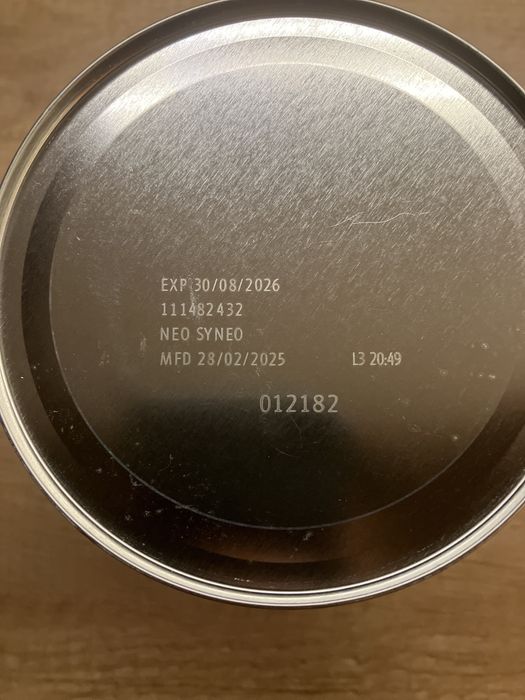 EXP 30/08/2026
111482432
NEO SYNEO
MFD 28/02/2025 L3 20:49
012182